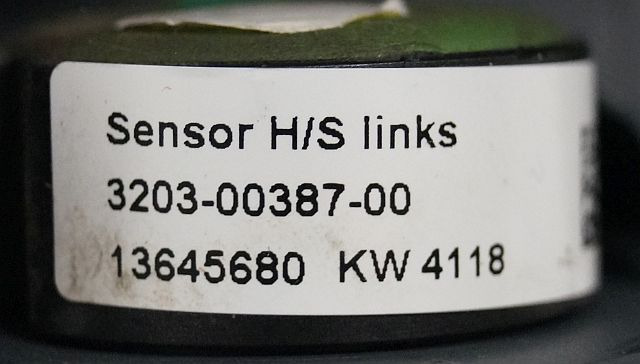 Sensor H/S links
3203-00387-00
13645680 KW 4118